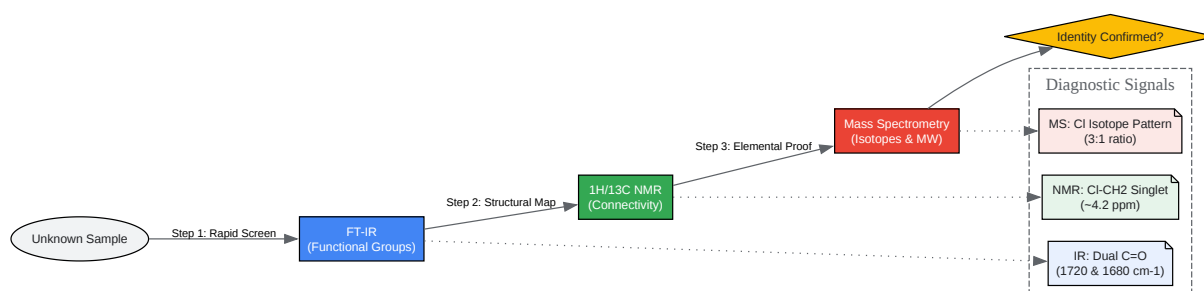 Identity Confirmed?
Diagnostic Signals
Mass Spectrometry
(Isotopes & MW)
MS: Cl Isotope Pattern
(3:1 ratio)
Step 3: Elemental Proof
1H/13C NMR
(Connectivity)
NMR: Cl-CH2 Singlet
(~4.2 ppm)
Step 2: Structural Map
Unknown Sample
Step 1: Rapid Screen
FT-IR
(Functional Groups)
IR: Dual C=O
(1720 & 1680 cm-1)